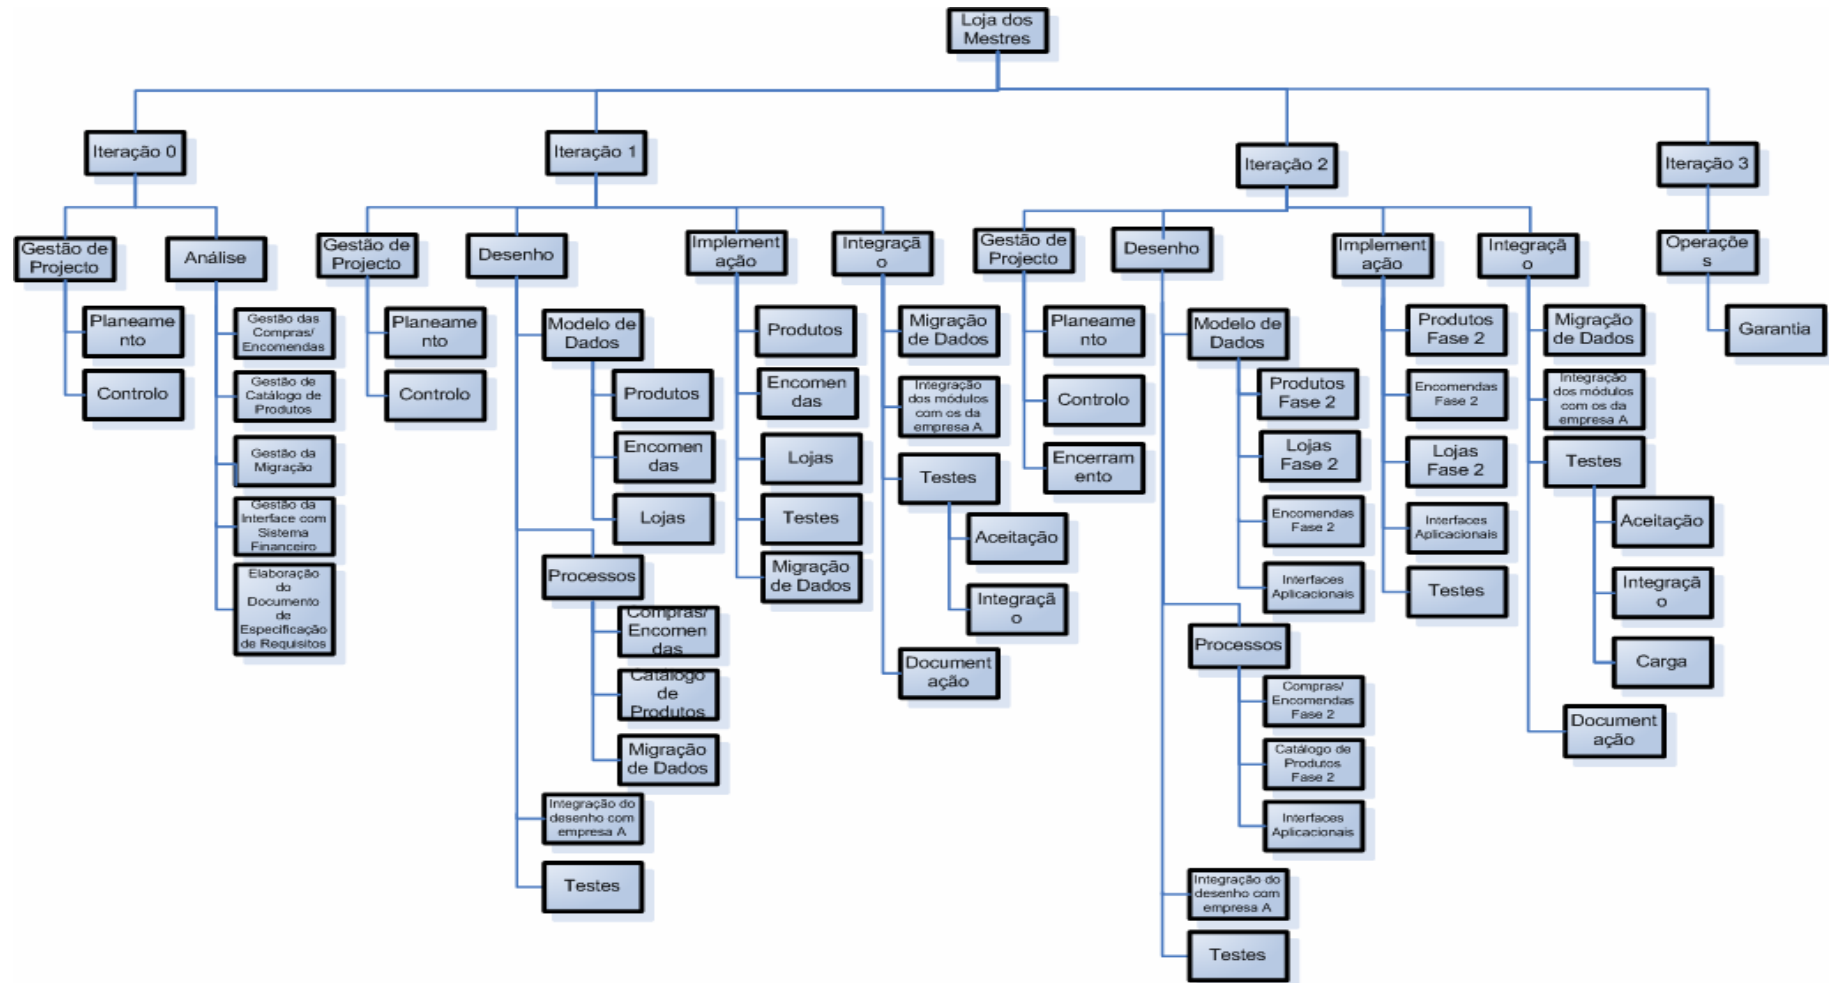 Loja dos
Mestres
Iteração 0
Iteração 1
Iteração 2
Iteração 3
Gestão de
Projecto
Planeame
nto
Controlo
Análise
Gestão das
Compras/
Encomendas
Gestão de
Catálogo de
Produtos
Gestão da
Migração
Gestão da
Interface com
Sistema
Financeiro
Elaboração
do
Documento
de
Especificação
de Requisitos
Gestão de
Projecto
Planeame
nto
Controlo
Desenho
Modelo de
Dados
Produtos
Encomen
das
Lojas
Processos
Compras/
Encomen
das
Catálogo
de
Produtos
Migração
de Dados
Integração do
desenho com
empresa A
Testes
Implement
ação
Produtos
Encomen
das
Lojas
Testes
Migração
de Dados
Integraçã
o
Migração
de Dados
Integração
dos módulos
com os da
empresa A
Testes
Aceitação
Integraçã
o
Document
ação
Gestão de
Projecto
Planeame
nto
Controlo
Encerram
ento
Desenho
Modelo de
Dados
Produtos
Fase 2
Lojas
Fase 2
Encomendas
Fase 2
Interfaces
Aplicacionais
Processos
Compras/
Encomendas
Fase 2
Catálogo de
Produtos
Fase 2
Interfaces
Aplicacionais
Integração do
desenho com
empresa A
Testes
Implement
ação
Produtos
Fase 2
Encomendas
Fase 2
Lojas
Fase 2
Interfaces
Aplicacionais
Testes
Integraçã
o
Migração
de Dados
Integração
dos módulos
com os da
empresa A
Testes
Aceitação
Integraçã
o
Carga
Document
ação
Operaçõe
s
Garantia